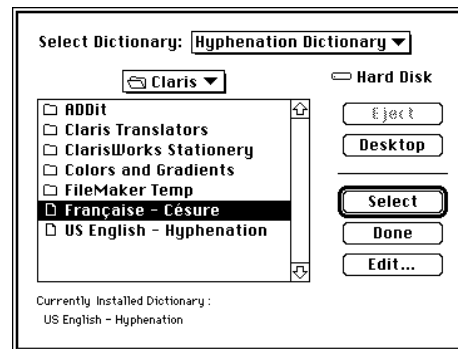 Select Dictionary: Hyphenation Dictionary
Claris
Hard Disk
ADDit
Claris Translators
ClarisWorks Stationery
Colors and Gradients
FileMaker Temp
Française - Césure
US English - Hyphenation
Eject
Desktop
Select
Done
Edit...
Currently Installed Dictionary :
US English - Hyphenation